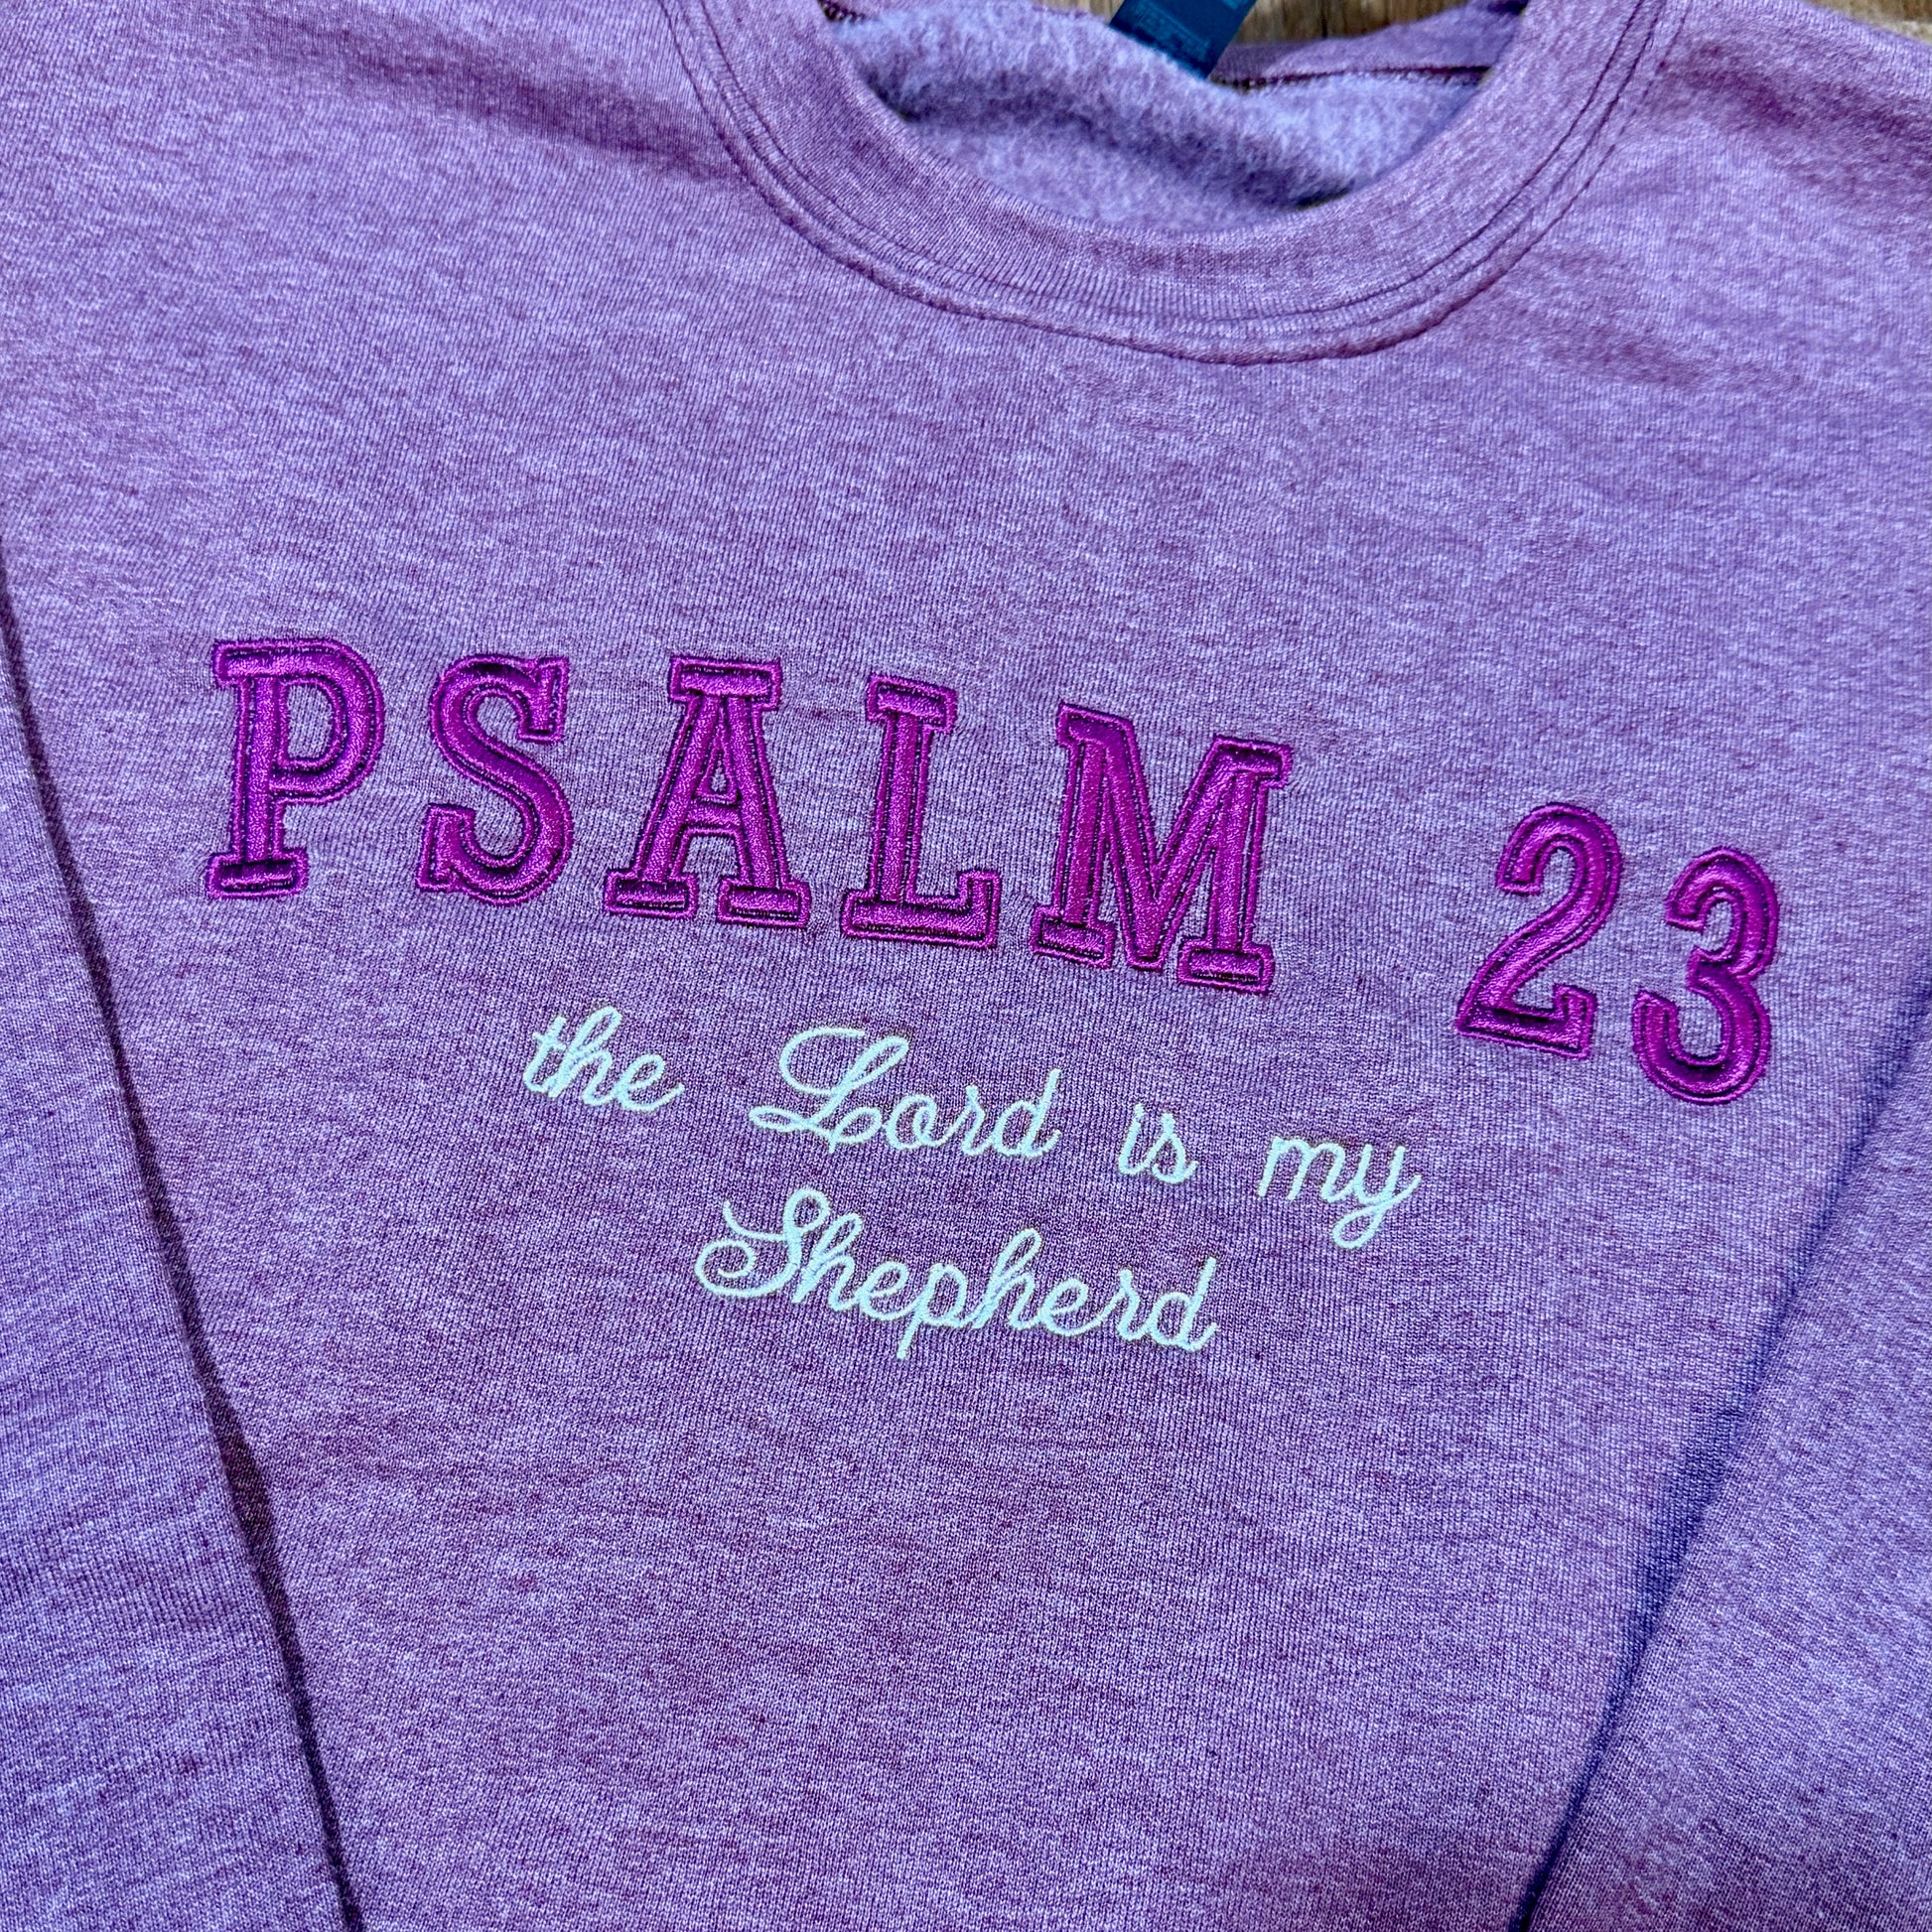 PSALM 23
the Lord is my
Shepherd